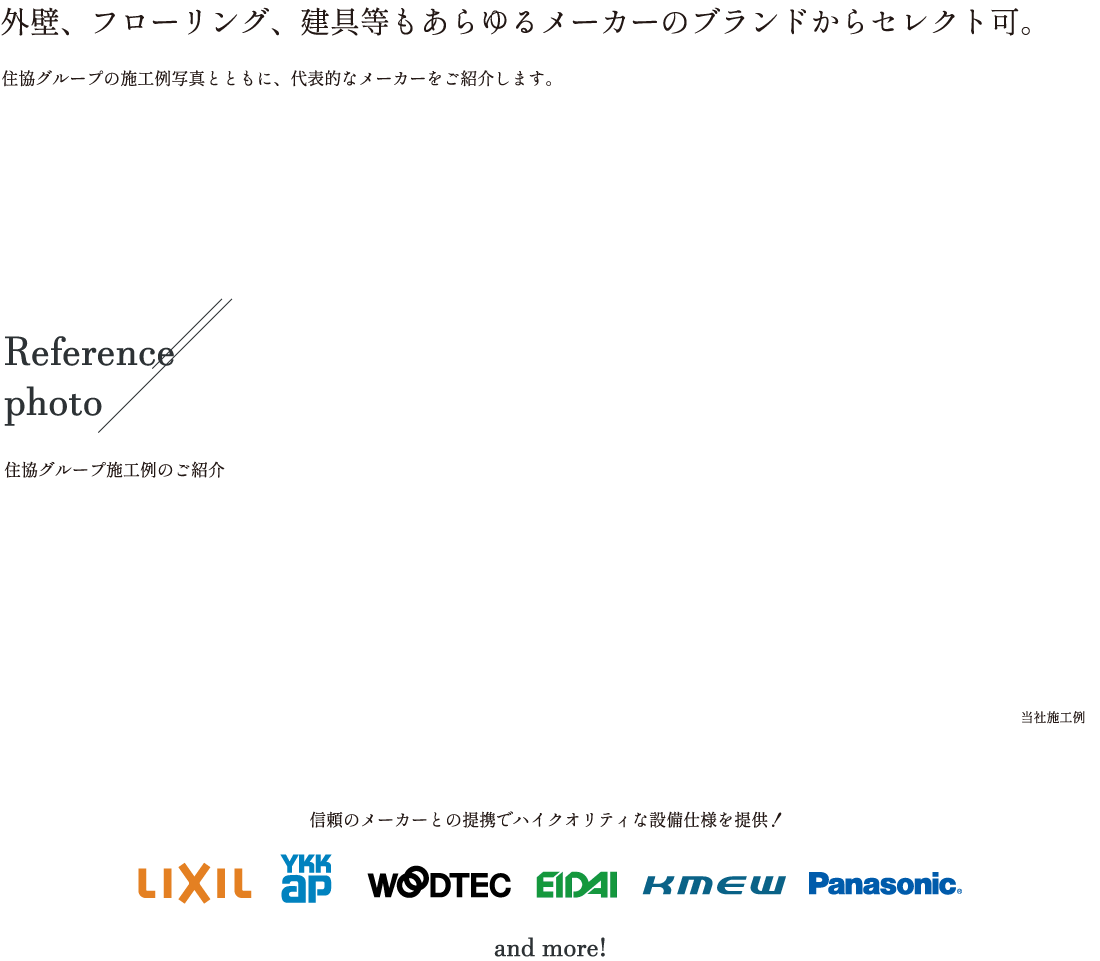 外壁、フローリング、建具等もあらゆるメーカーのブランドからセレクト可。
住協グループの施工例写真とともに、代表的なメーカーをご紹介します。
Reference
photo
住協グループ施工例のご紹介
当社施工例
信頼のメーカーとの提携でハイクオリティな設備仕様を提供！
LIXIL YKK ap WOODTEC EIDAI KMEW Panasonic®
and more!